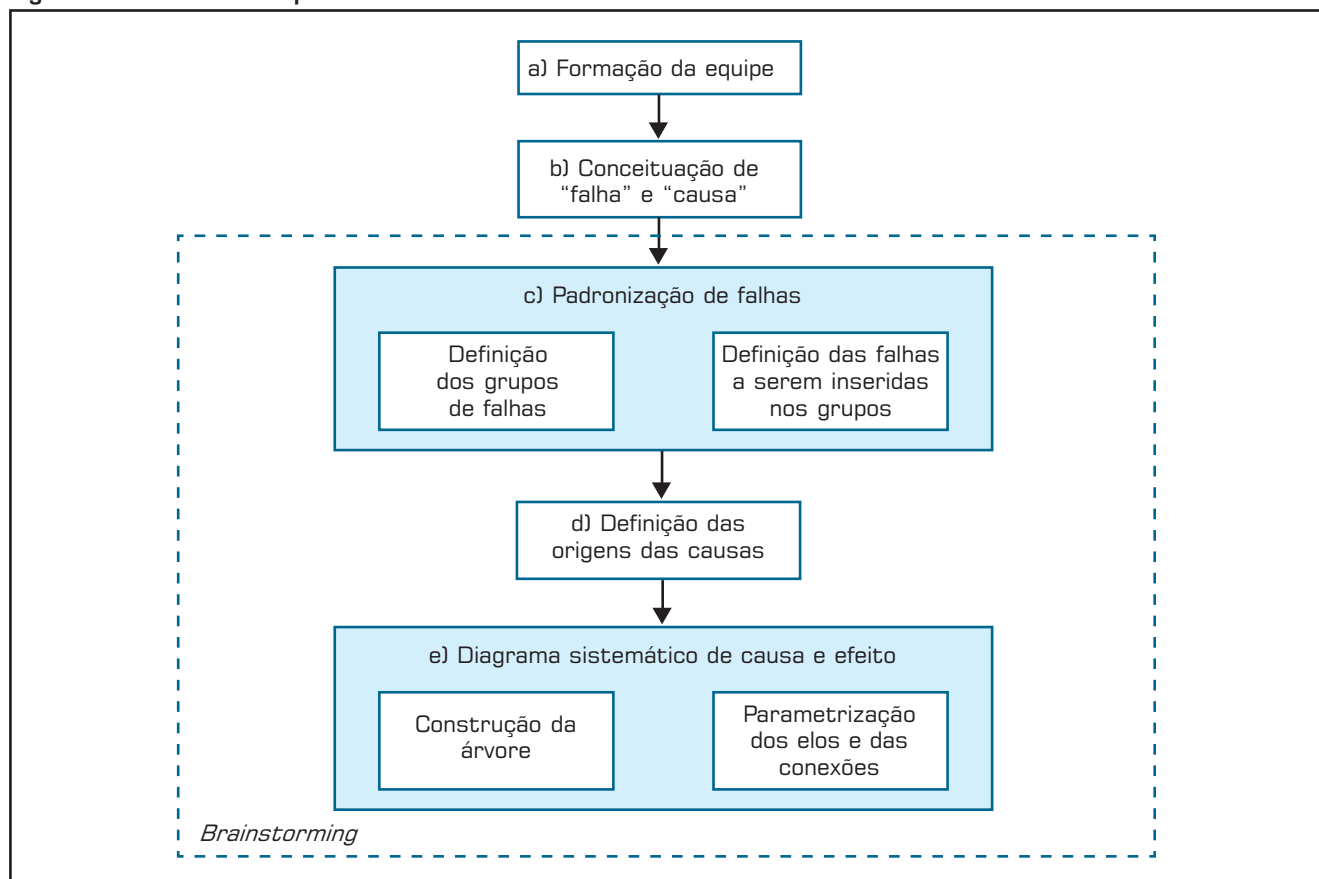 a) Formação da equipe
b) Conceituação de
“falha” e “causa”
c) Padronização de falhas
Definição
dos grupos
de falhas
Definição das falhas
a serem inseridas
nos grupos
d) Definição das
origens das causas
e) Diagrama sistemático de causa e efeito
Construção da
árvore
Parametrização
dos elos e das
conexões
Brainstorming